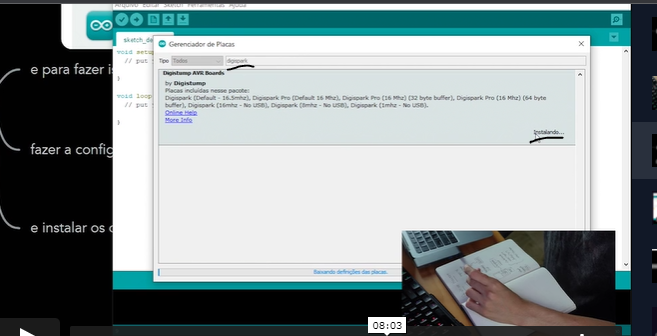 Arquivo Editar Sketch Ferramentas Ajuda
sketch_de
void setup
// put
}
void loop
// put
}
e para fazer is
fazer a config
e instalar os
Gerenciador de Placas
Tipo Todos digispark
Digistump AVR Boards
by Digistump
Placas incluídas nesse pacote:
Digispark (Default - 16.5mhz), Digispark Pro (Default 16 Mhz), Digispark Pro (16 Mhz) (32 byte buffer), Digispark Pro (16 Mhz) (64 byte
buffer), Digispark (16mhz - No USB), Digispark (8mhz - No USB), Digispark (1mhz - No USB).
Online Help
More Info
Instalando...
Baixando definições das placas.
08:03